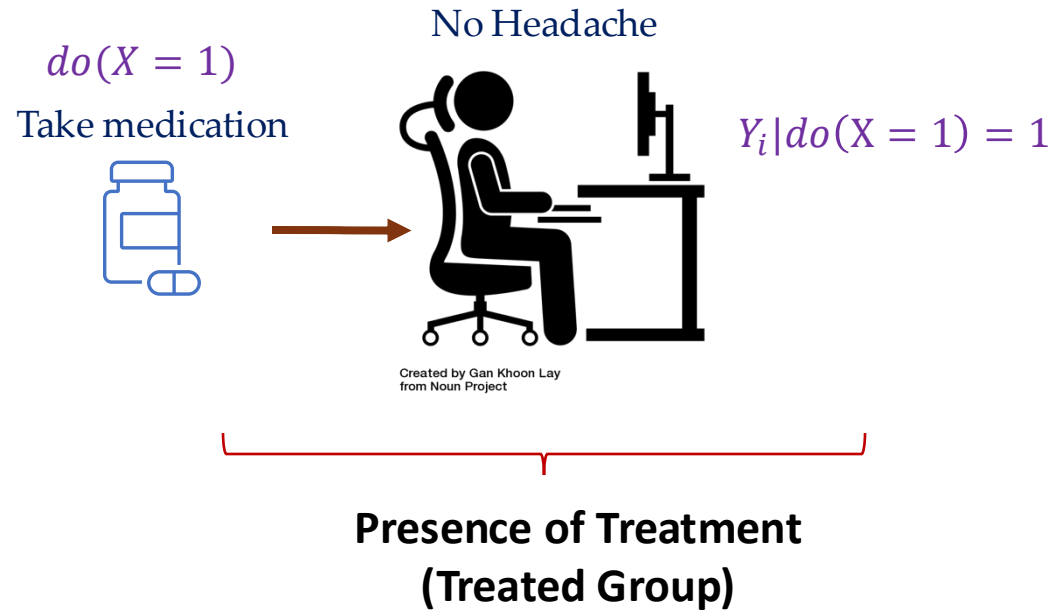 do(X = 1)
Take medication
No Headache
Y_i|do(X = 1) = 1
Created by Gan Khoon Lay
from Noun Project
Presence of Treatment
(Treated Group)